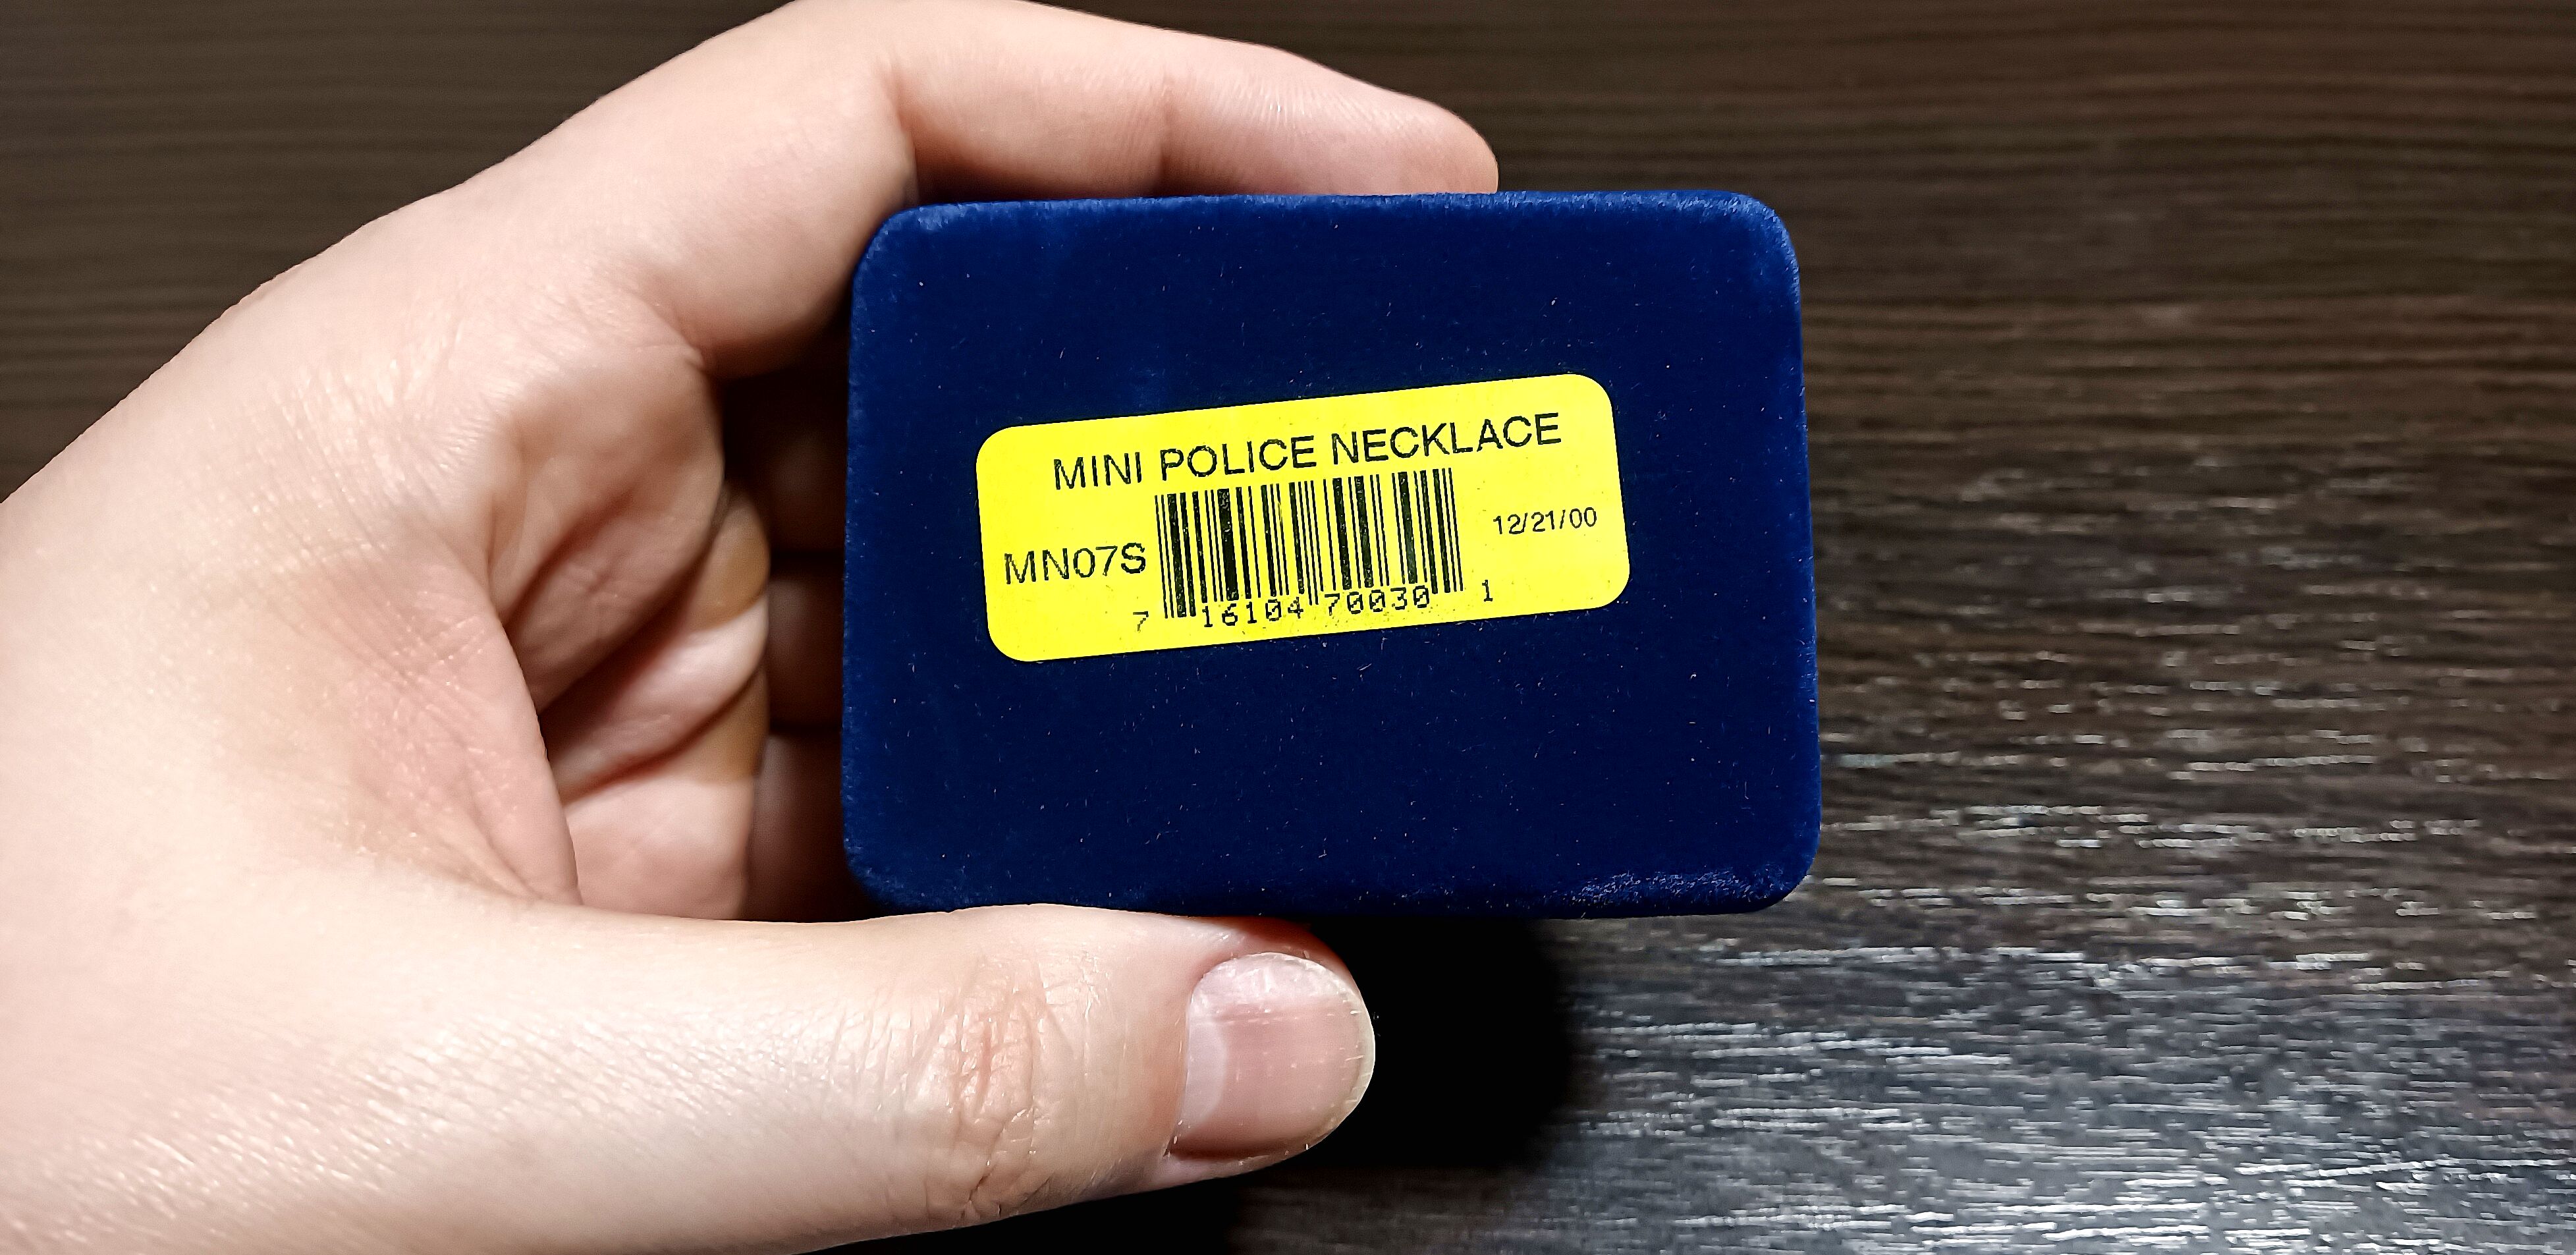 MINI POLICE NECKLACE
12/21/00
MN07S
7 16104 70030 1